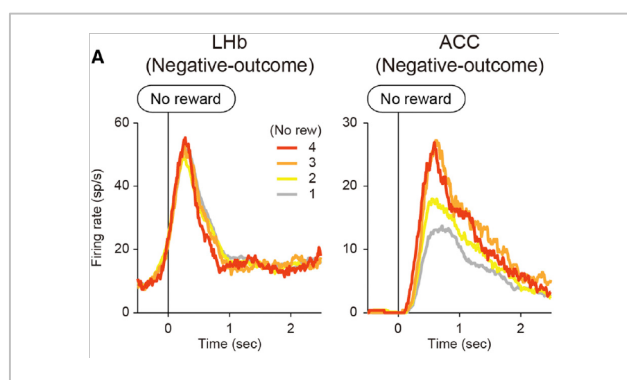 A
LHb
(Negative-outcome)
No reward
Firing rate (sp/s)
60
40
20
0
0
1
2
Time (sec)
(No rew)
4
3
2
1
ACC
(Negative-outcome)
No reward
30
20
10
0
0
1
2
Time (sec)